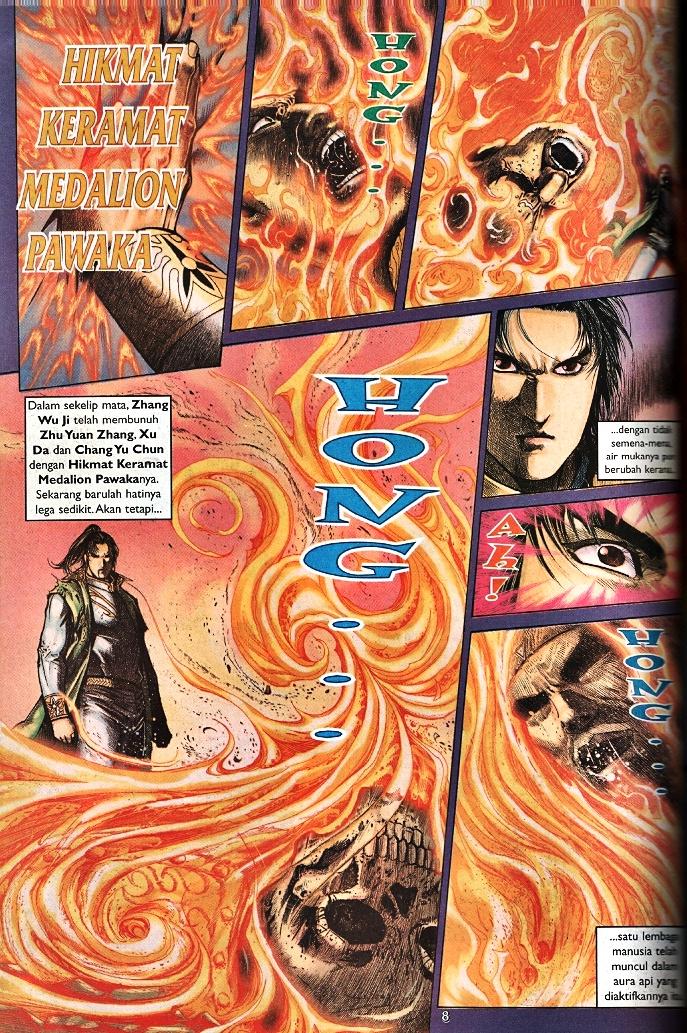 HIKMAT
KERAMAT
MEDALION
PAWAKA
HONG...
Dalam sekelip mata, Zhang
Wu Ji telah membunuh
Zhu Yuan Zhang, Xu
Da dan Chang Yu Chun
dengan Hikmat Keramat
Medalion Pawakanya.
Sekarang barulah hatinya
lega sedikit. Akan tetapi...
HONG...
...dengan tidak
semena-mena,
air mukanya pun
berubah kerana...
Ah!
HONG...
...satu lembaga
manusia telah
muncul dalam
aura api yang
diaktifkannya itu.
8